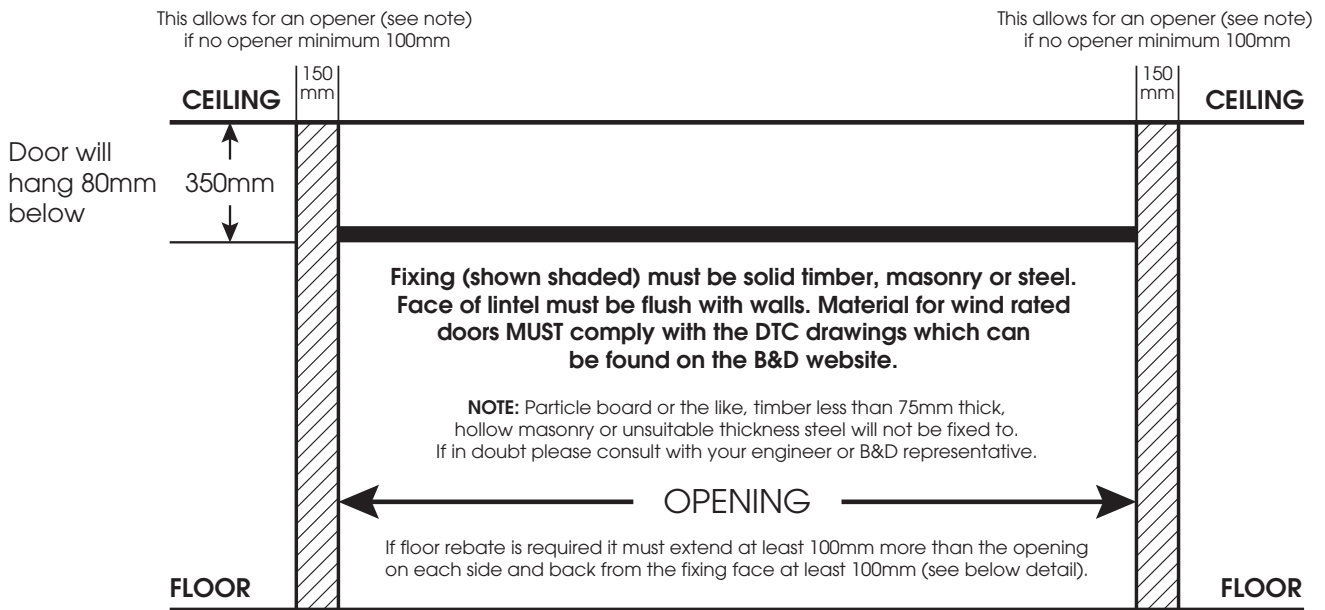 This allows for an opener (see note)
if no opener minimum 100mm
This allows for an opener (see note)
if no opener minimum 100mm
150
mm
150
mm
CEILING
CEILING
Door will
hang 80mm
below
350mm
Fixing (shown shaded) must be solid timber, masonry or steel.
Face of lintel must be flush with walls. Material for wind rated
doors MUST comply with the DTC drawings which can
be found on the B&D website.
NOTE: Particle board or the like, timber less than 75mm thick,
hollow masonry or unsuitable thickness steel will not be fixed to.
If in doubt please consult with your engineer or B&D representative.
OPENING
If floor rebate is required it must extend at least 100mm more than the opening
on each side and back from the fixing face at least 100mm (see below detail).
FLOOR
FLOOR